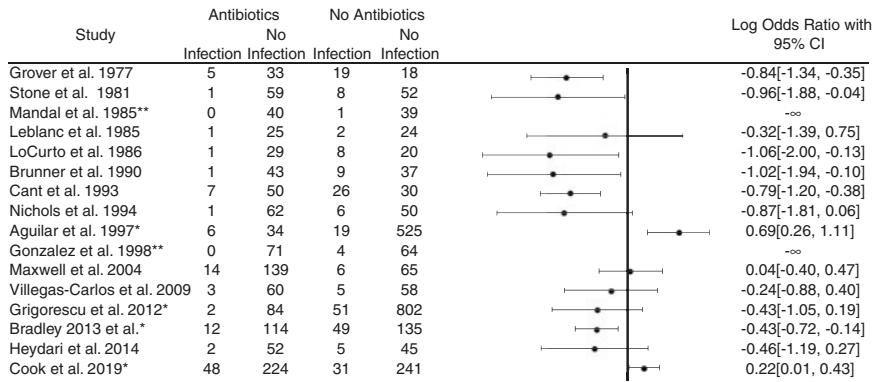 Antibiotics No Antibiotics
Study No No Log Odds Ratio with
Infection Infection Infection Infection 95% CI
Grover et al. 1977 5 33 19 18 -0.84[-1.34, -0.35]
Stone et al. 1981 1 59 8 52 -0.96[-1.88, -0.04]
Mandal et al. 1985** 0 40 1 39 -∞
Leblanc et al. 1985 1 25 2 24 -0.32[-1.39, 0.75]
LoCurto et al. 1986 1 29 8 20 -1.06[-2.00, -0.13]
Brunner et al. 1990 1 43 9 37 -1.02[-1.94, -0.10]
Cant et al. 1993 7 50 26 30 -0.79[-1.20, -0.38]
Nichols et al. 1994 1 62 6 50 -0.87[-1.81, 0.06]
Aguilar et al. 1997* 6 34 19 525 0.69[0.26, 1.11]
Gonzalez et al. 1998** 0 71 4 64 -∞
Maxwell et al. 2004 14 139 6 65 0.04[-0.40, 0.47]
Villegas-Carlos et al. 2009 3 60 5 58 -0.24[-0.88, 0.40]
Grigorescu et al. 2012* 2 84 51 802 -0.43[-1.05, 0.19]
Bradley 2013 et al.* 12 114 49 135 -0.43[-0.72, -0.14]
Heydari et al. 2014 2 52 5 45 -0.46[-1.19, 0.27]
Cook et al. 2019* 48 224 31 241 0.22[0.01, 0.43]